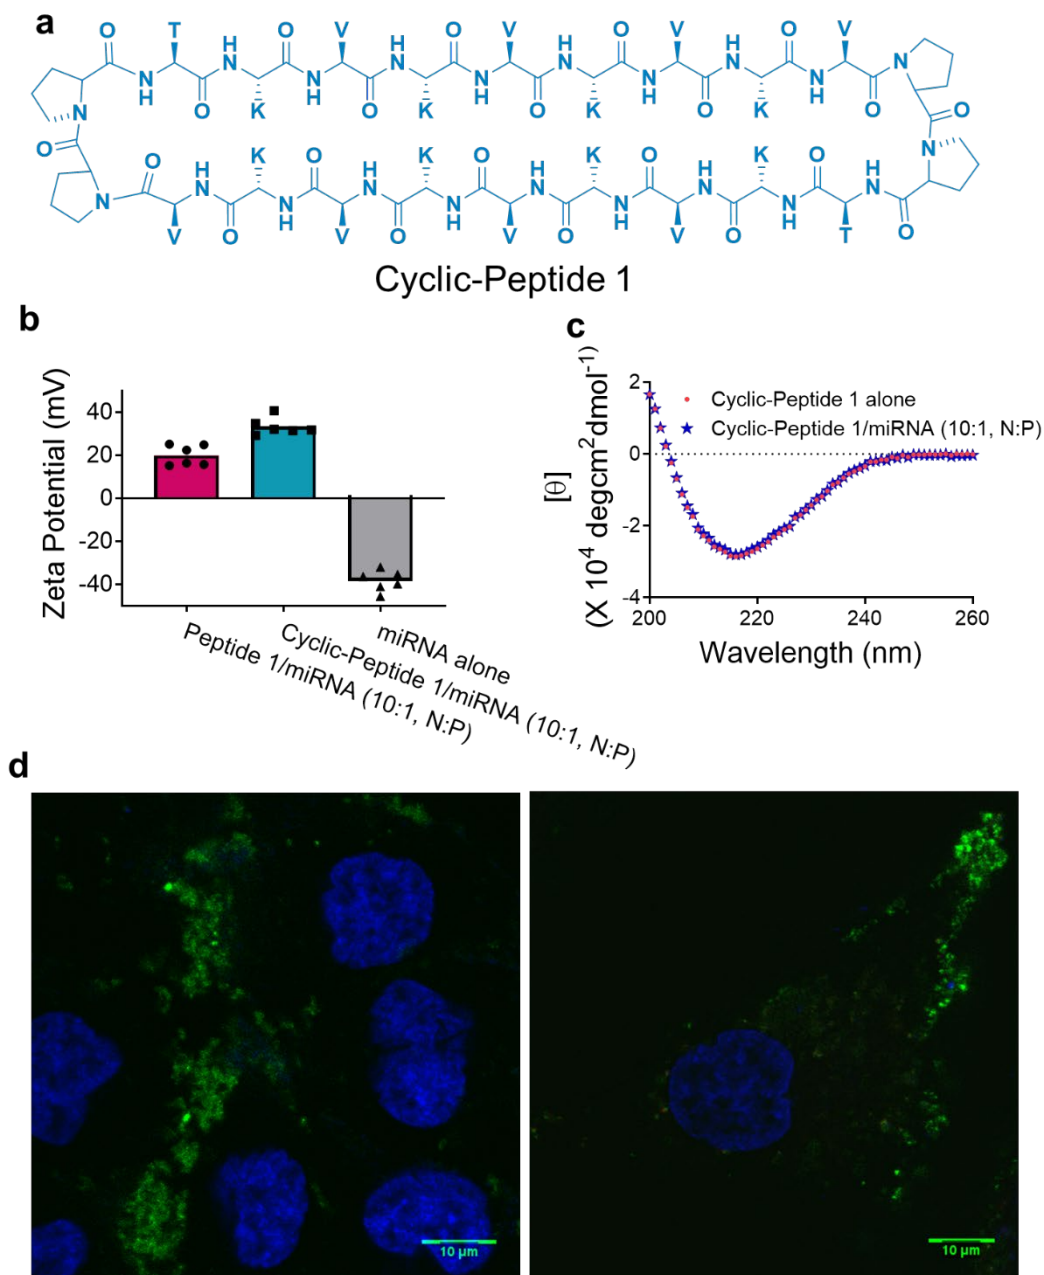 a
O T O V O V O V O V
H H H H
N N N N N
NH N N N N
H H H H H
N O K O K O K O K O O
O O H K O H K O H K O H K O H N
N N N N N N
N N N N
H H H H
V O V O V O V O T O
Cyclic-Peptide 1
b
Zeta Potential (mV)
40
20
0
-20
-40
Peptide 1/miRNA (10:1, N:P)
Cyclic-Peptide 1/miRNA (10:1, N:P)
miRNA alone
c
[θ]
(X 10⁴ degcm²dmol⁻¹)
2
0
-2
-4
Cyclic-Peptide 1 alone
Cyclic-Peptide 1/miRNA (10:1, N:P)
200 220 240 260
Wavelength (nm)
d
10 µm
10 µm